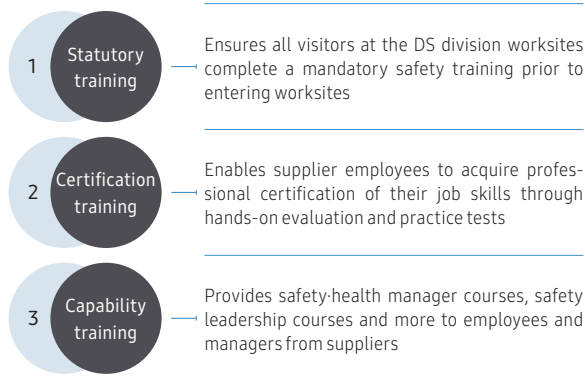 1
Statutory
training
Ensures all visitors at the DS division worksites
complete a mandatory safety training prior to
entering worksites
2
Certification
training
Enables supplier employees to acquire profes-
sional certification of their job skills through
hands-on evaluation and practice tests
3
Capability
training
Provides safety·health manager courses, safety
leadership courses and more to employees and
managers from suppliers